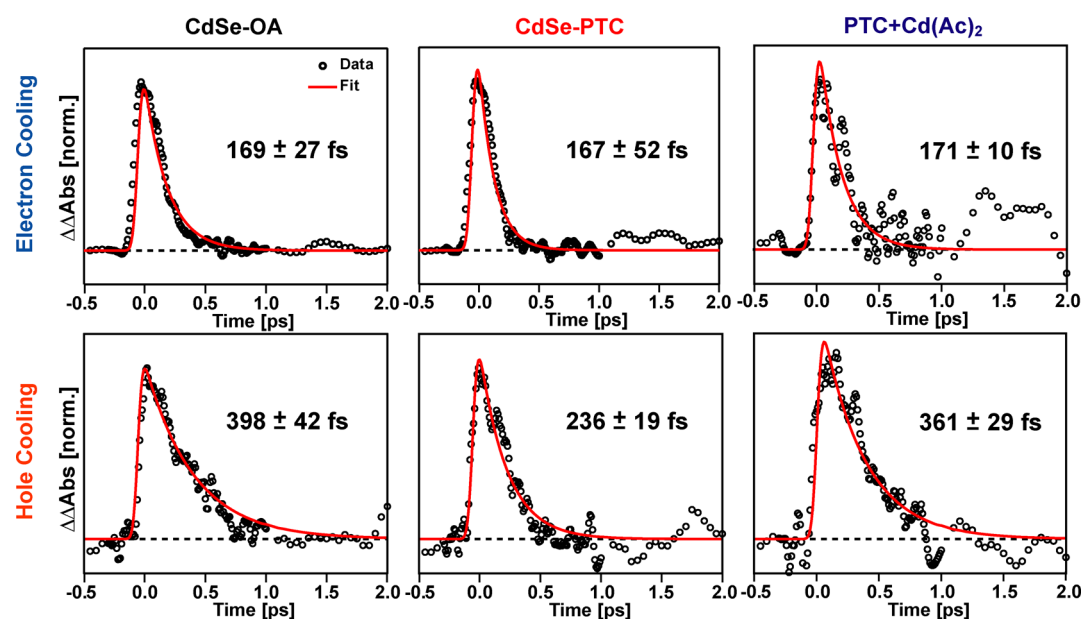 CdSe-OA
CdSe-PTC
PTC+Cd(Ac)₂
Electron Cooling
ΔΔAbs [norm.]
Data
Fit
169 ± 27 fs
167 ± 52 fs
171 ± 10 fs
-0.5 0.0 0.5 1.0 1.5 2.0
-0.5 0.0 0.5 1.0 1.5 2.0
-0.5 0.0 0.5 1.0 1.5 2.0
Time [ps]
Time [ps]
Time [ps]
Hole Cooling
ΔΔAbs [norm.]
398 ± 42 fs
236 ± 19 fs
361 ± 29 fs
-0.5 0.0 0.5 1.0 1.5 2.0
-0.5 0.0 0.5 1.0 1.5 2.0
-0.5 0.0 0.5 1.0 1.5 2.0
Time [ps]
Time [ps]
Time [ps]